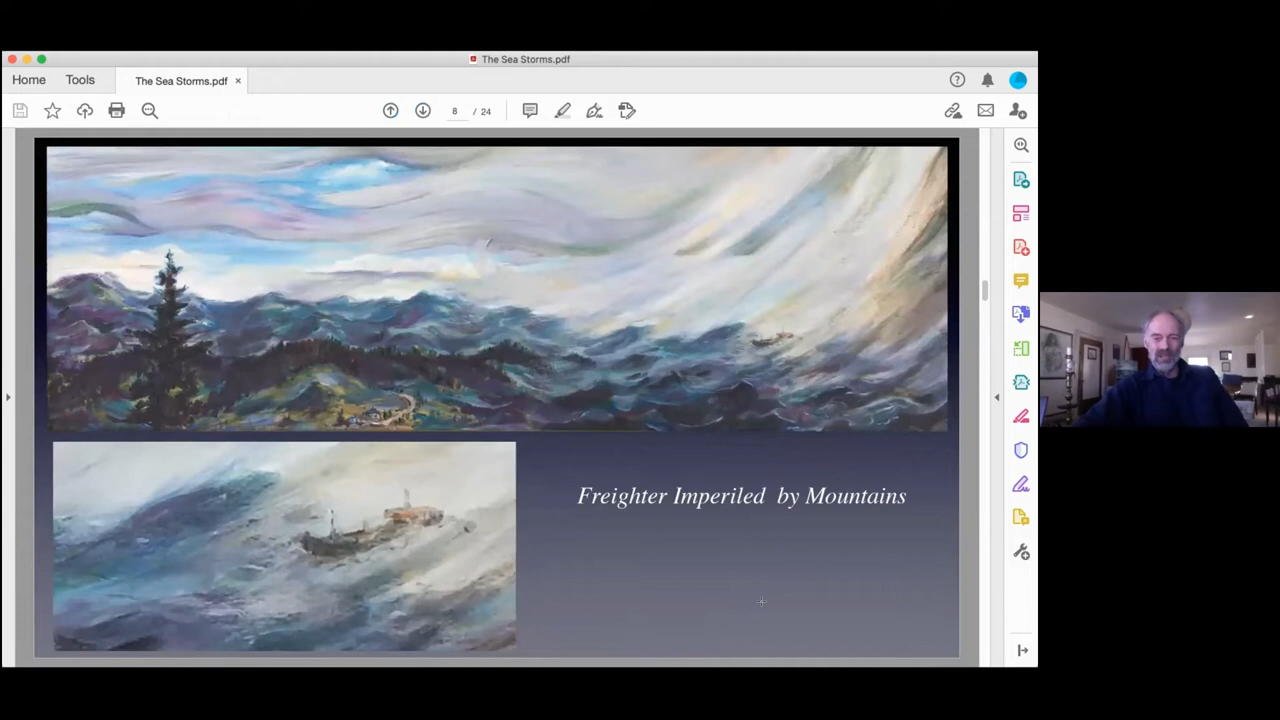 The Sea Storms.pdf
Home
Tools
The Sea Storms.pdf ×
8 / 24
Freighter Imperiled by Mountains